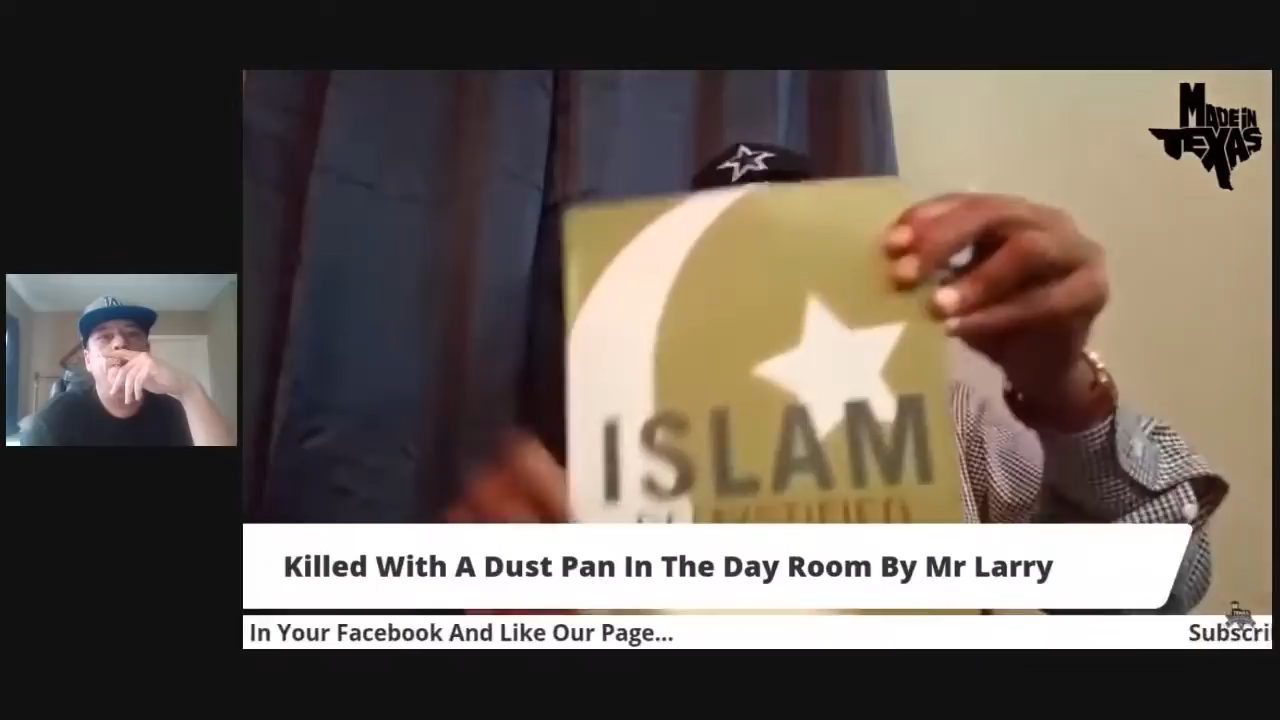 MADE IN
TEXAS
ISLAM
Killed With A Dust Pan In The Day Room By Mr Larry
In Your Facebook And Like Our Page... Subscri